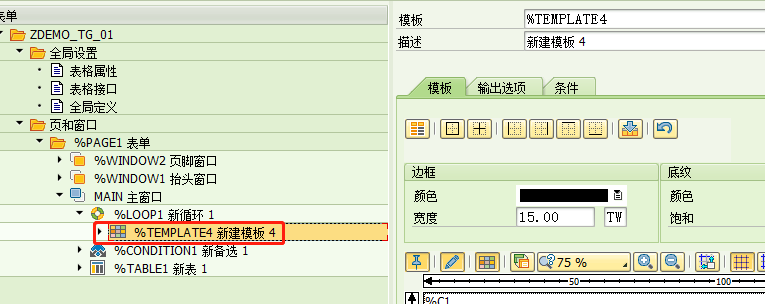 表单
ZDEMO_TG_01
全局设置
表格属性
表格接口
全局定义
页和窗口
%PAGE1 表单
%WINDOW2 页脚窗口
%WINDOW1 抬头窗口
MAIN 主窗口
%LOOP1 新循环 1
%TEMPLATE4 新建模板 4
%CONDITION1 新备选 1
%TABLE1 新表 1
模板 %TEMPLATE4
描述 新建模板 4
模板 输出选项 条件
边框 底纹
颜色 颜色
宽度 15.00 TW 饱和
75 %
50 100
%C1